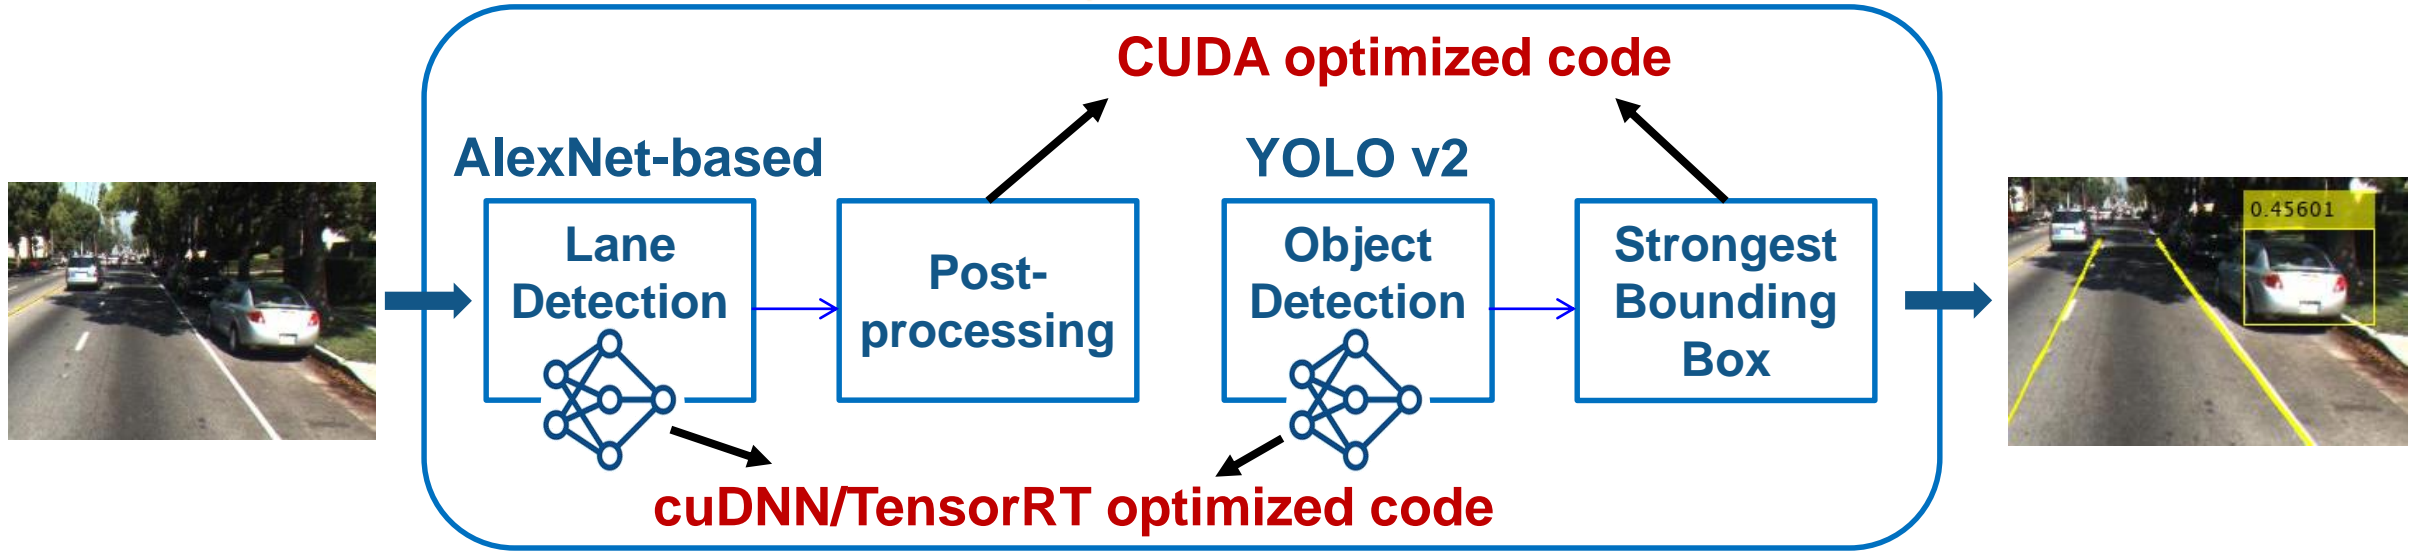 CUDA optimized code
AlexNet-based
YOLO v2
Lane
Detection
Post-
processing
Object
Detection
Strongest
Bounding
Box
0.45601
cuDNN/TensorRT optimized code